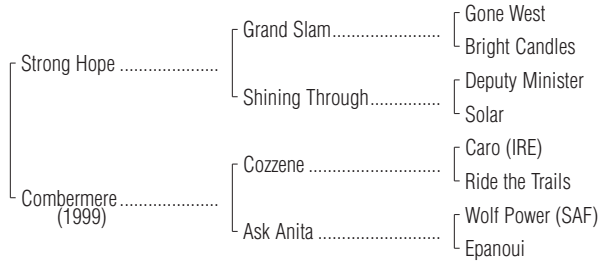 Gone West
Grand Slam
Bright Candles
Strong Hope
Deputy Minister
Shining Through
Solar
Caro (IRE)
Cozzene
Ride the Trails
Combermere
(1999)
Wolf Power (SAF)
Ask Anita
Epanoui